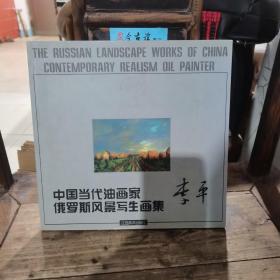 THE RUSSIAN LANDSCAPE WORKS OF CHINA
CONTEMPORARY REALISM OIL PAINTER
中国当代油画家
俄罗斯风景写生画集
李平